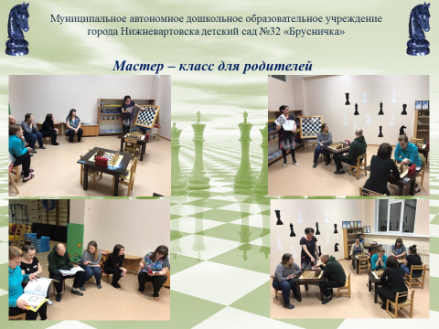 Муниципальное автономное дошкольное образовательное учреждение
города Нижневартовска детский сад №32 «Брусничка»
Мастер – класс для родителей